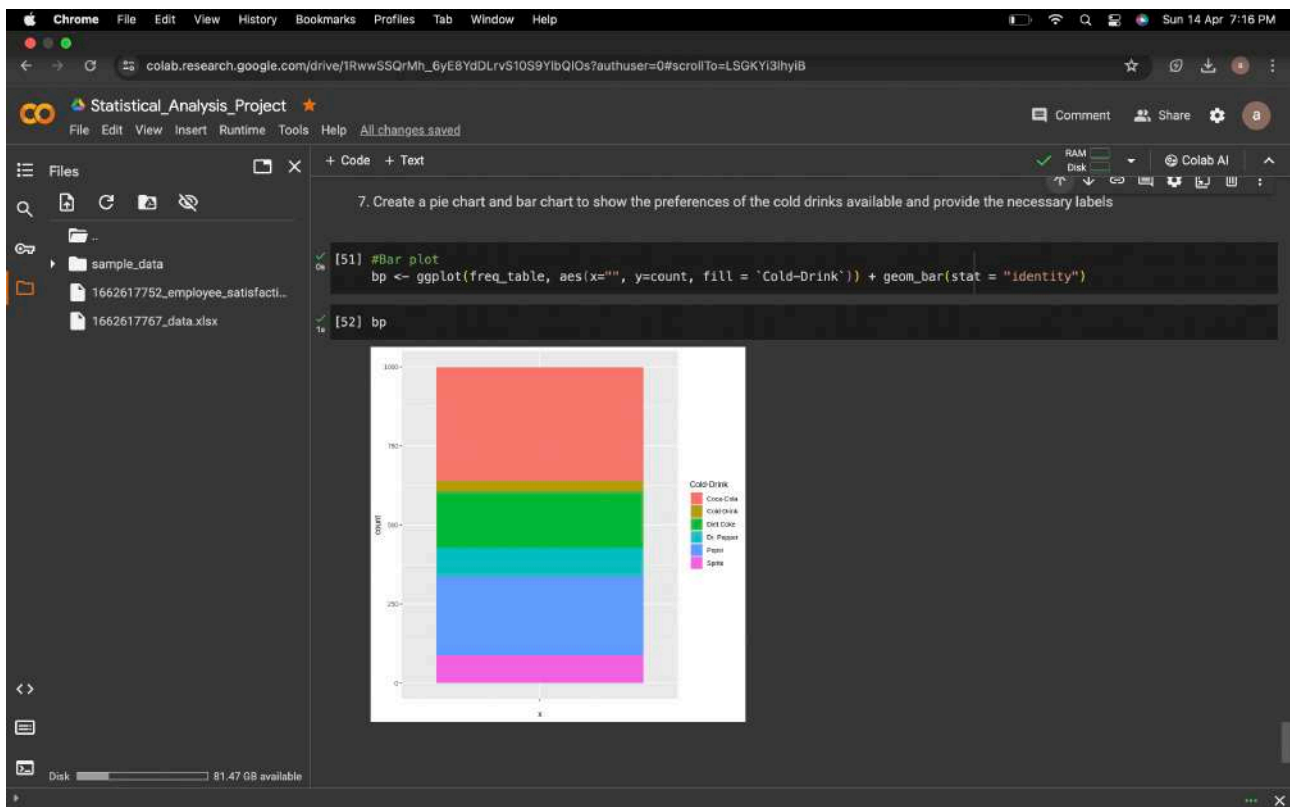 Chrome File Edit View History Bookmarks Profiles Tab Window Help Sun 14 Apr 7:16 PM
colab.research.google.com/drive/1RwwSSQrMh_6yE8YdDLrvS10S9YIbQIOs?authuser=0#scrollTo=LSGKYi3IhyiB
CO Statistical_Analysis_Project
Comment Share a
File Edit View Insert Runtime Tools Help All changes saved
Files
+ Code + Text
RAM
Disk
Colab AI
..
sample_data
1662617752_employee_satisfacti...
1662617767_data.xlsx
7. Create a pie chart and bar chart to show the preferences of the cold drinks available and provide the necessary labels
[51] #Bar plot
0s
bp <- ggplot(freq_table, aes(x="", y=count, fill = `Cold-Drink`)) + geom_bar(stat = "identity")
[52] bp
1s
1000
750
500
250
0
count
x
Cold-Drink
Coca-Cola
Cold-Drink
Diet Coke
Dr. Pepper
Pepsi
Sprite
Disk 81.47 GB available